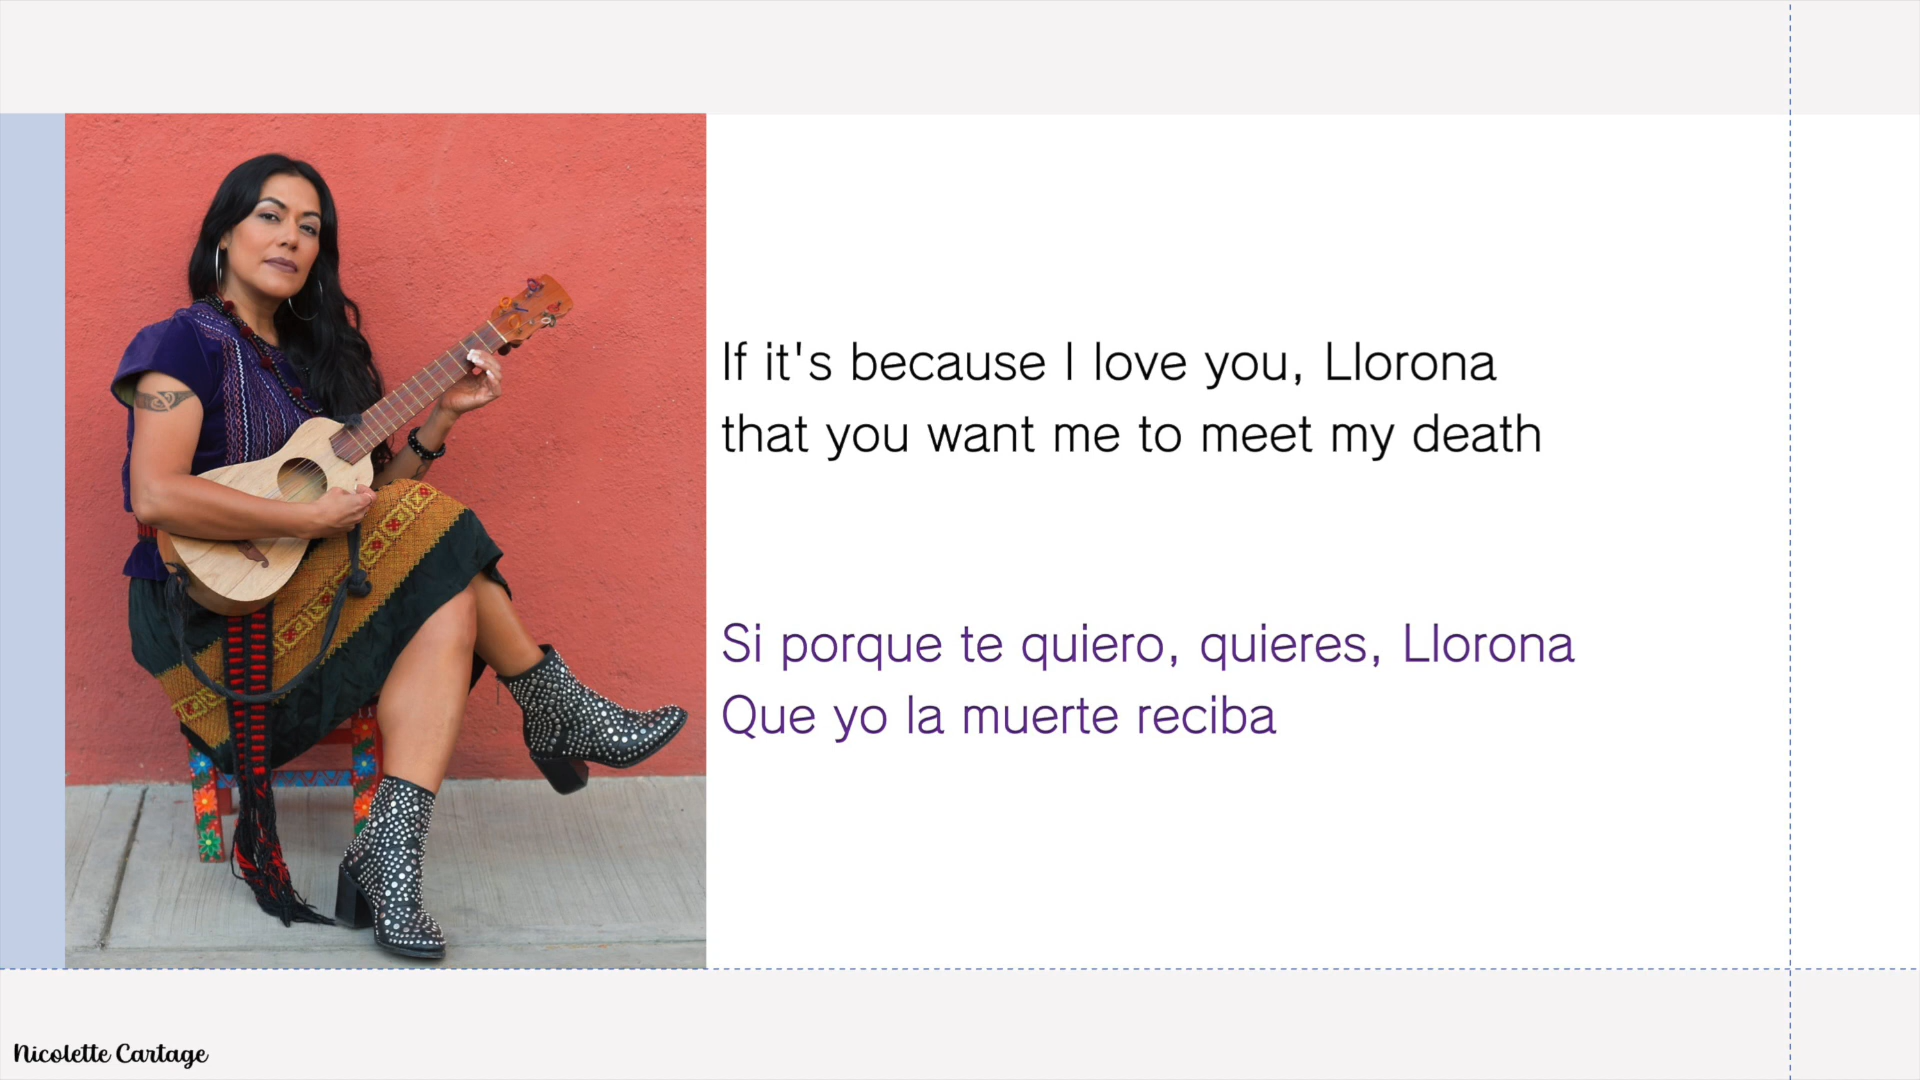 If it's because I love you, Llorona
that you want me to meet my death
Si porque te quiero, quieres, Llorona
Que yo la muerte reciba
Nicolette Cartage